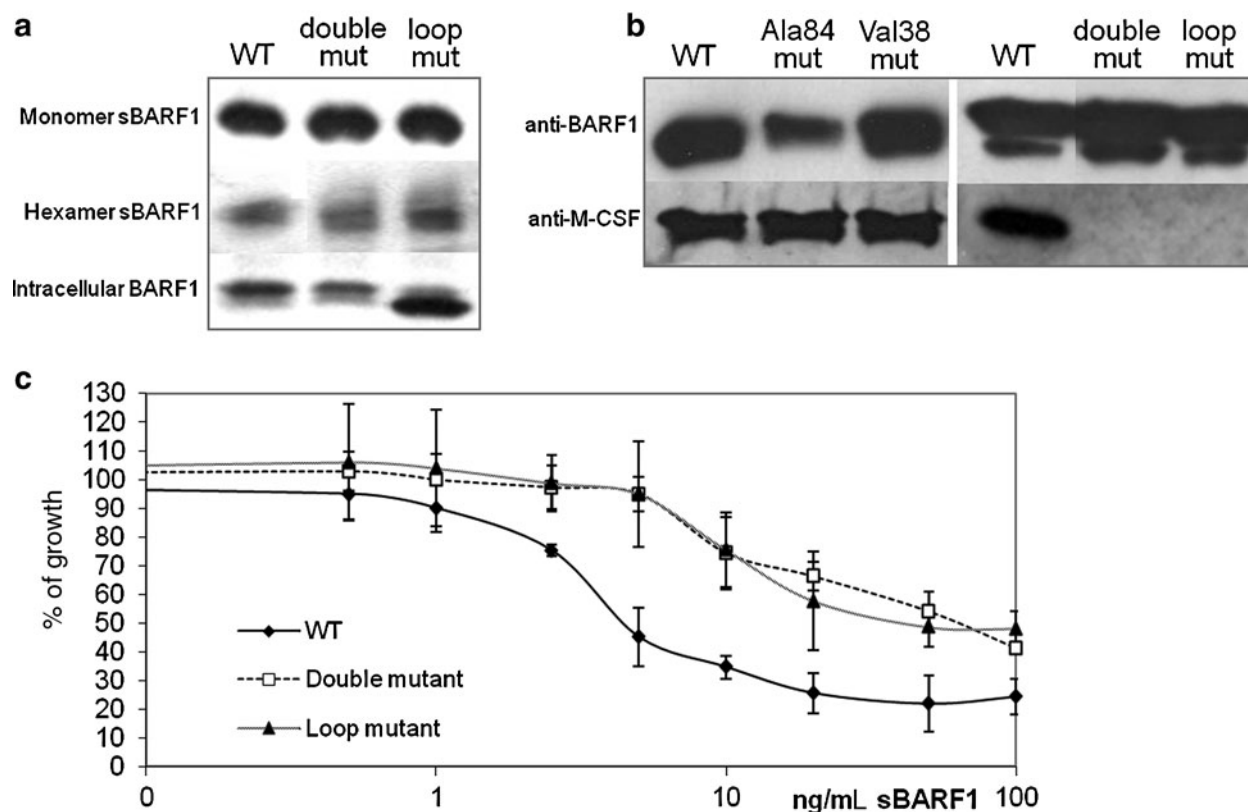 a
WT
double mut
loop mut
Monomer sBARF1
Hexamer sBARF1
Intracellular BARF1
b
WT
Ala84 mut
Val38 mut
WT
double mut
loop mut
anti-BARF1
anti-M-CSF
c
% of growth
130
120
110
100
90
80
70
60
50
40
30
20
10
0
WT
Double mutant
Loop mutant
0
1
10
ng/mL sBARF1
100